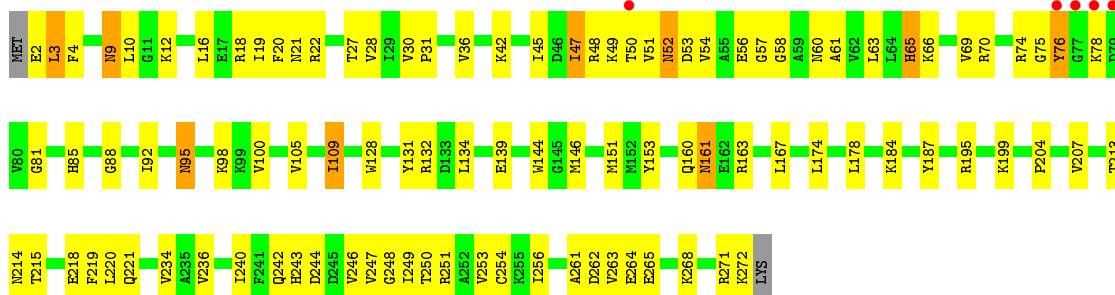 MET E2 L3 F4 N9 L10 G11 K12 L16 E17 R18 I19 F20 N21 R22 T27 V28 I29 V30 P31 V36 K42 I45 D46 I47 R48 K49 T50 V51 N52 D53 V54 A55 E56 G57 G58 A59 N60 A61 V62 L63 L64 H65 K66 V69 R70 R74 G75 Y76 G77 K78
V80 G81 H85 G88 I92 N95 K98 K99 V100 V105 I109 W128 Y131 R132 D133 L134 E139 W144 G145 M146 M151 M152 Y153 Q160 N161 E162 R163 L167 L174 L178 K184 Y187 R195 K199 P204 V207 T213
N214 T215 E218 F219 L220 Q221 V234 A235 V236 I240 F241 Q242 H243 D244 D245 V246 V247 G248 I249 T250 R251 A252 V253 C254 K255 I256 A261 D262 V263 E264 E265 K268 R271 K272 LYS